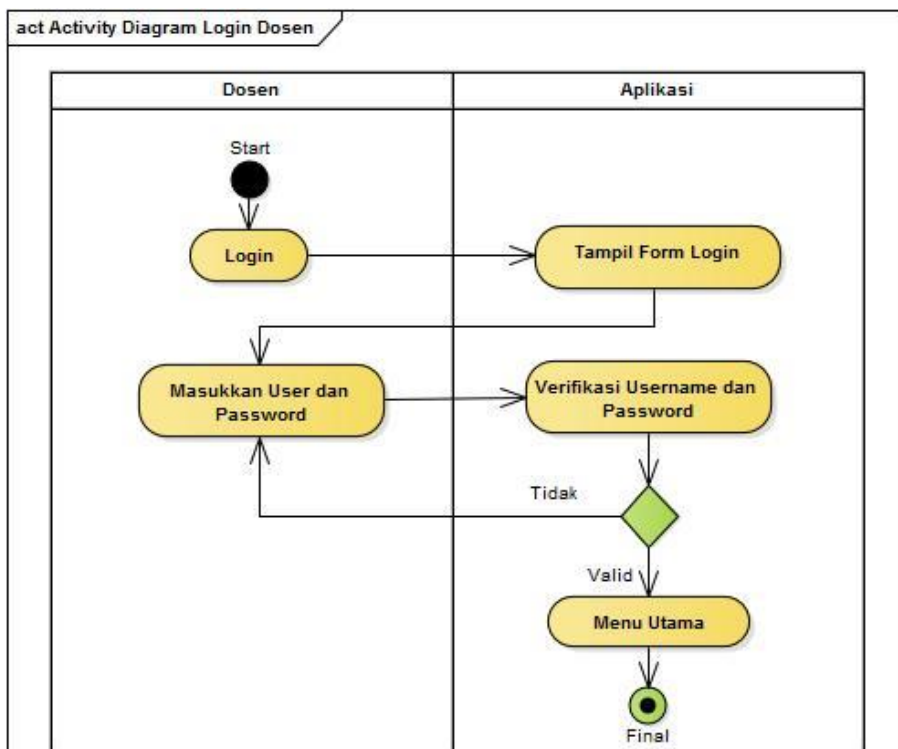 act Activity Diagram Login Dosen
Dosen
Aplikasi
Start
Login
Tampil Form Login
Masukkan User dan
Password
Verifikasi Username dan
Password
Tidak
Valid
Menu Utama
Final